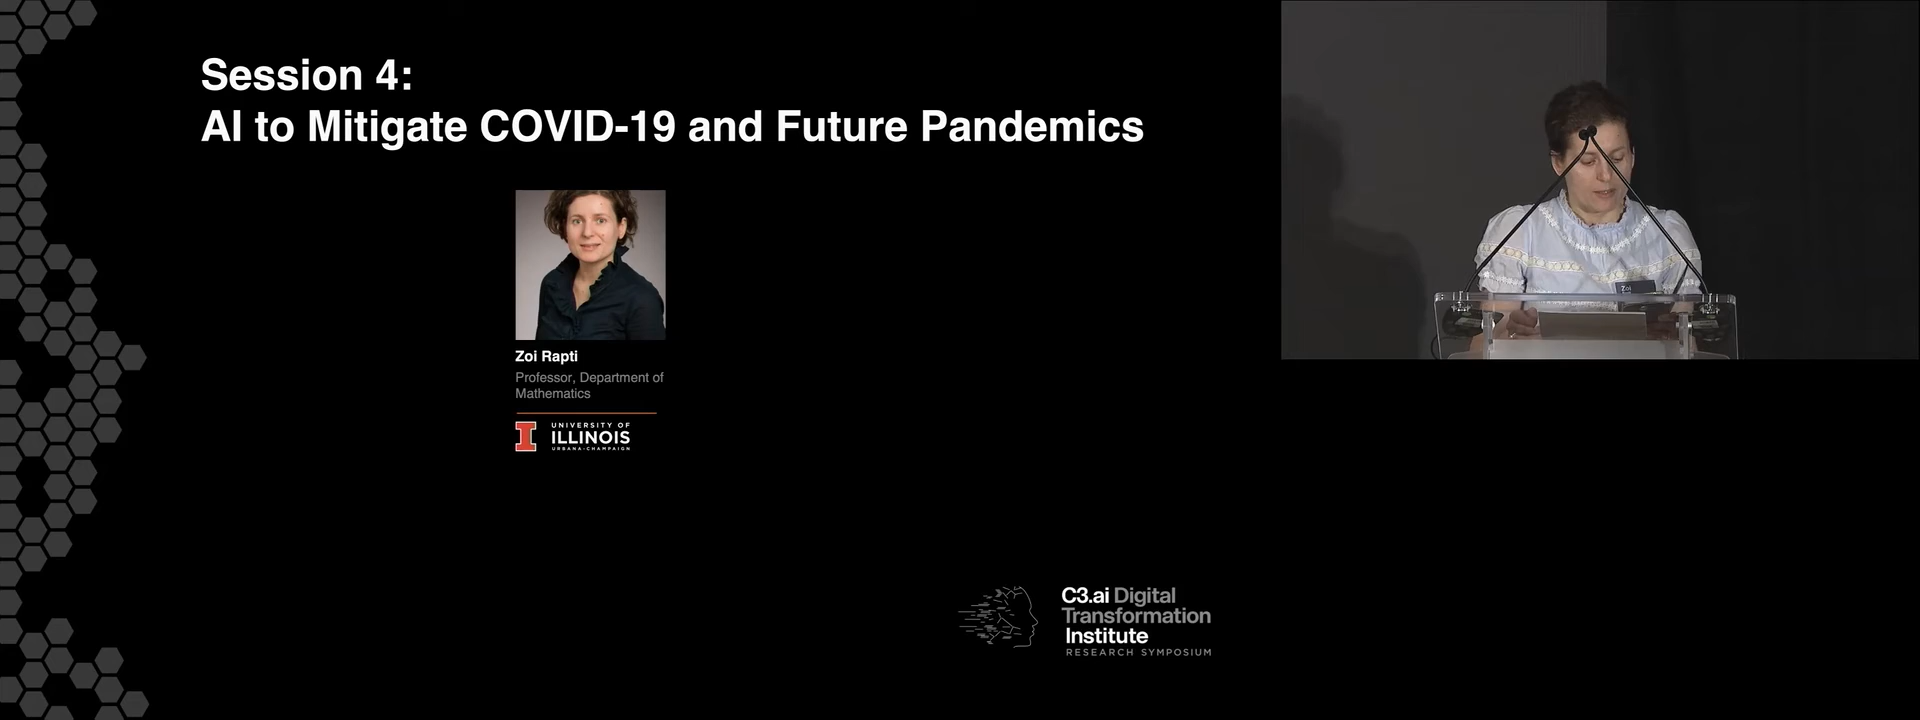 Session 4:
AI to Mitigate COVID-19 and Future Pandemics
Zoi Rapti
Professor, Department of
Mathematics
UNIVERSITY OF
ILLINOIS
URBANA-CHAMPAIGN
Zoi
C3.ai Digital
Transformation
Institute
RESEARCH SYMPOSIUM